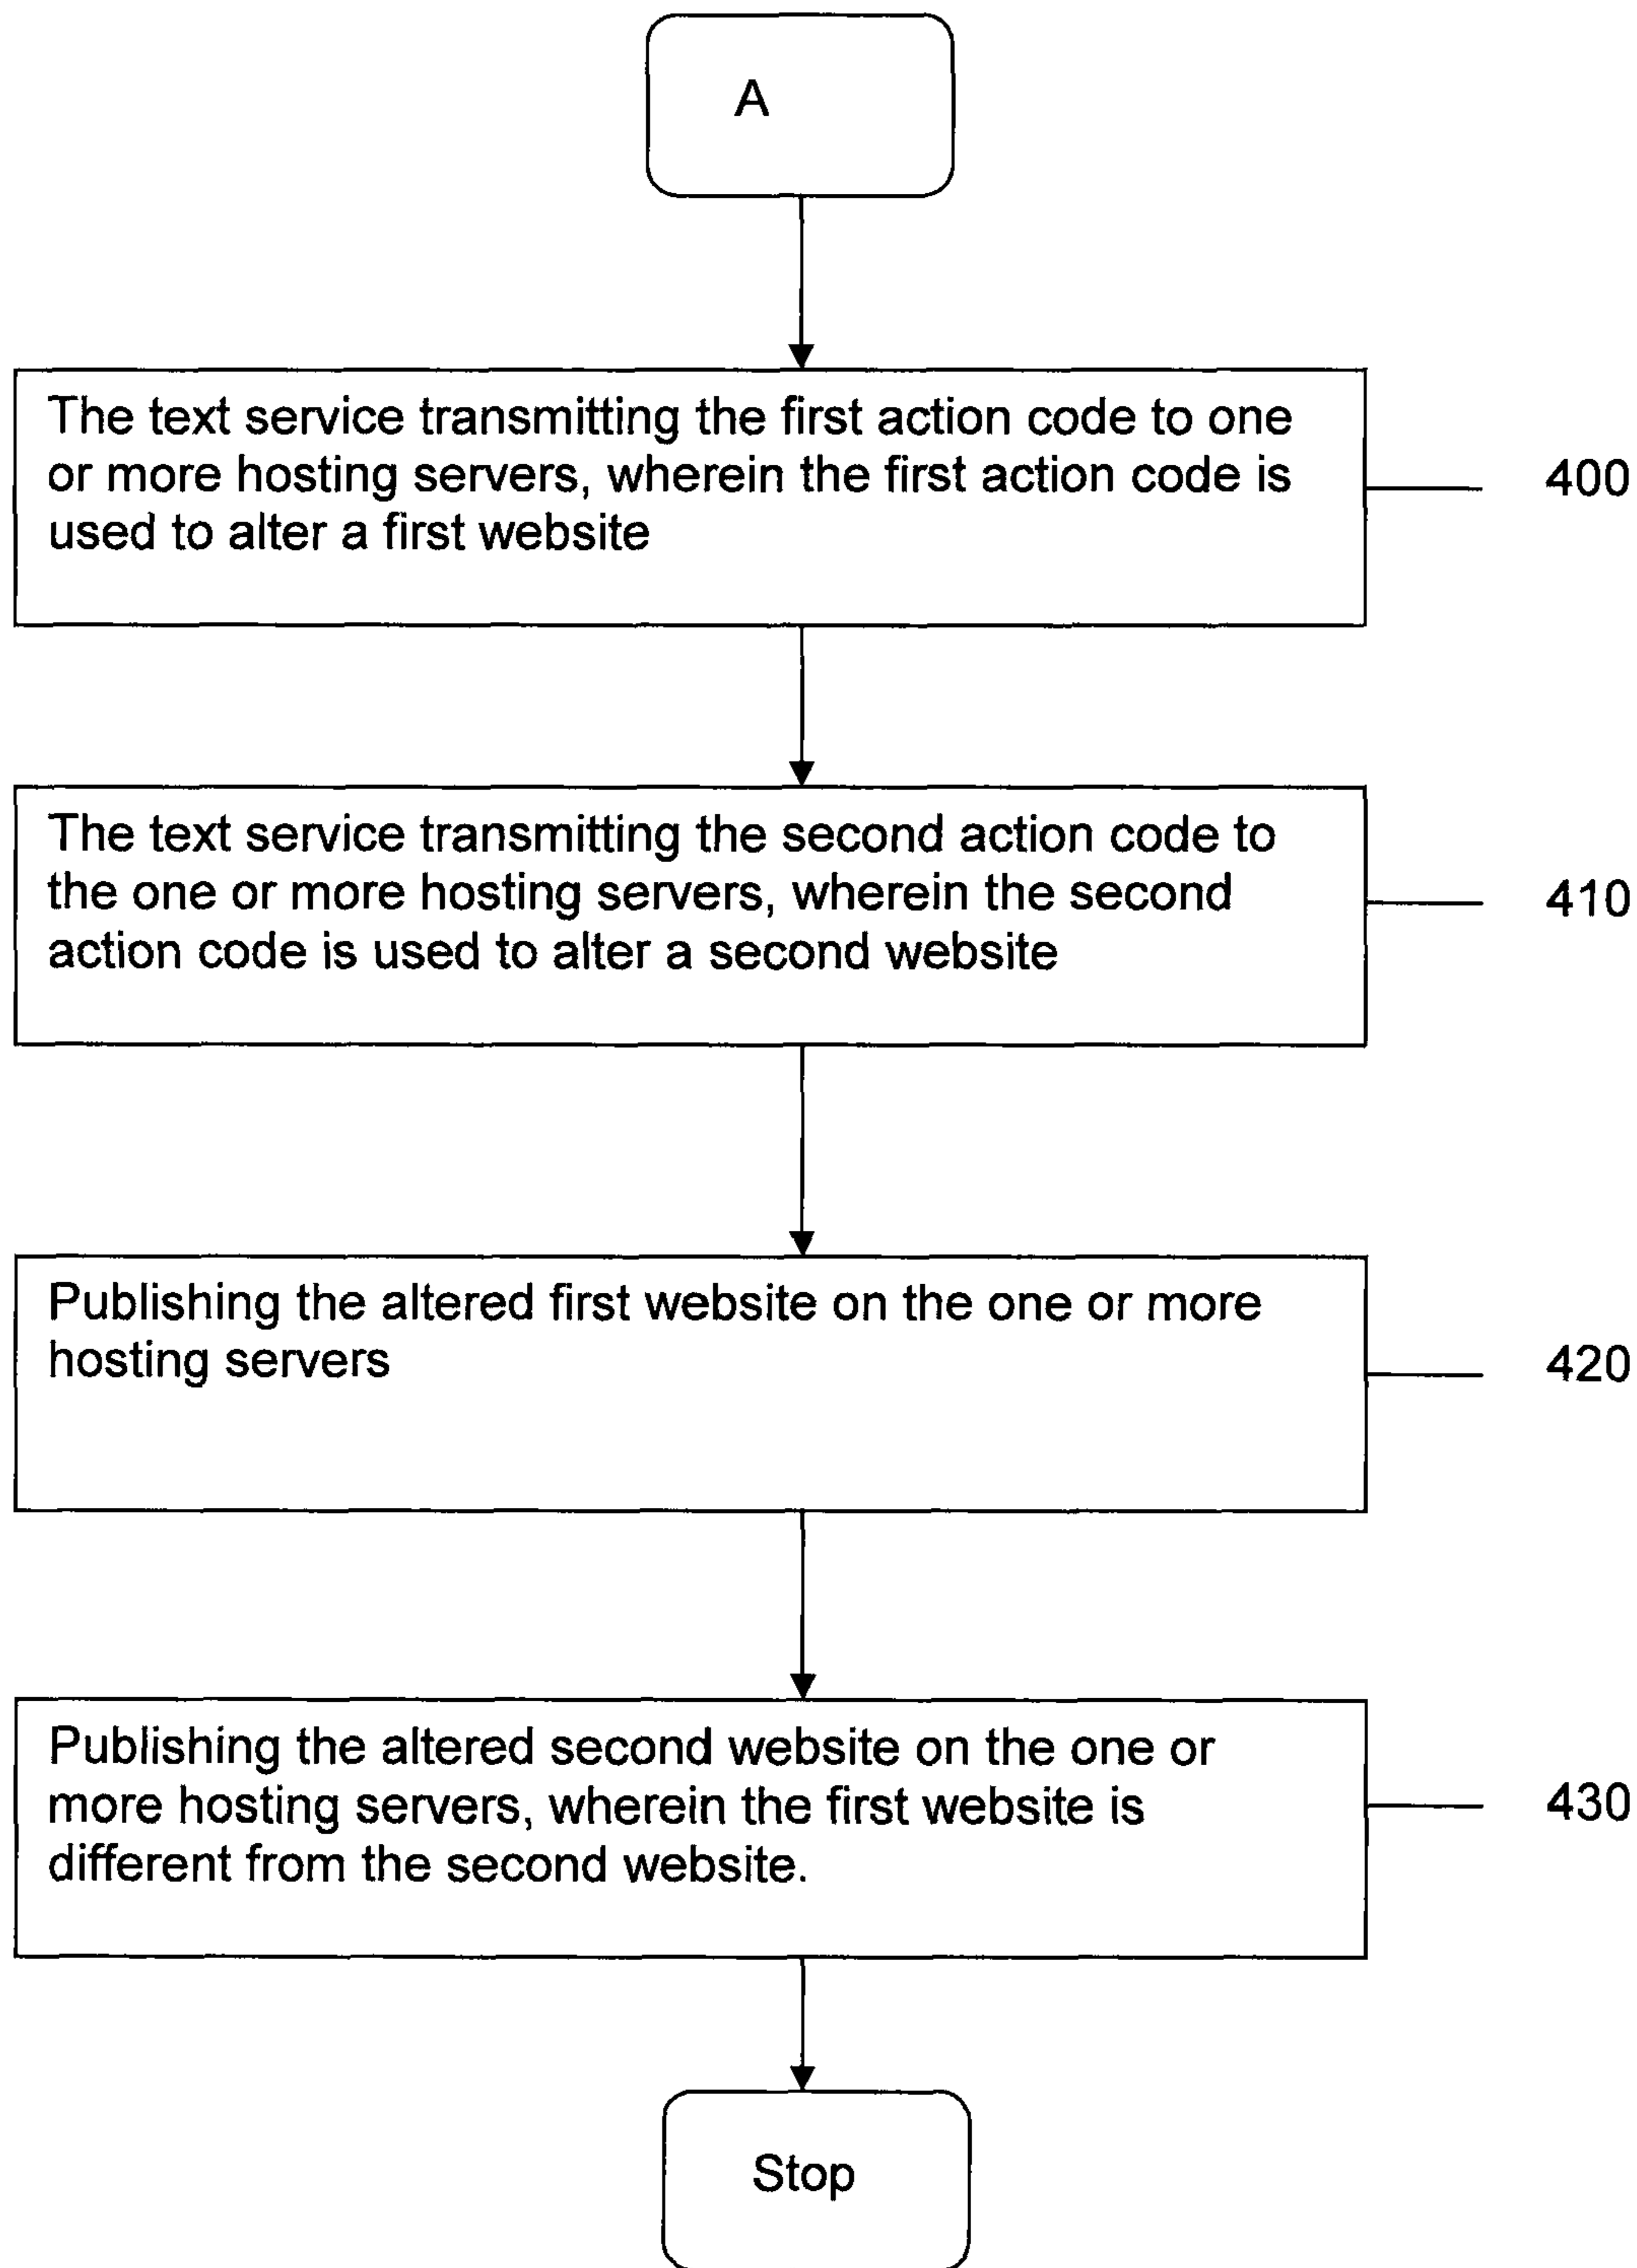 A
The text service transmitting the first action code to one
or more hosting servers, wherein the first action code is
used to alter a first website
400
The text service transmitting the second action code to
the one or more hosting servers, wherein the second
action code is used to alter a second website
410
Publishing the altered first website on the one or more
hosting servers
420
Publishing the altered second website on the one or
more hosting servers, wherein the first website is
different from the second website.
430
Stop